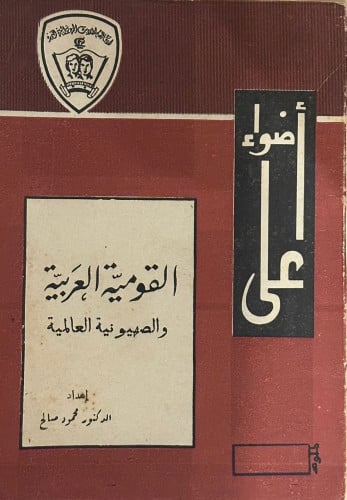 أضواء
على
القومية العربية
والصهيونية العالمية
إعداد
الدكتور محمود صالح